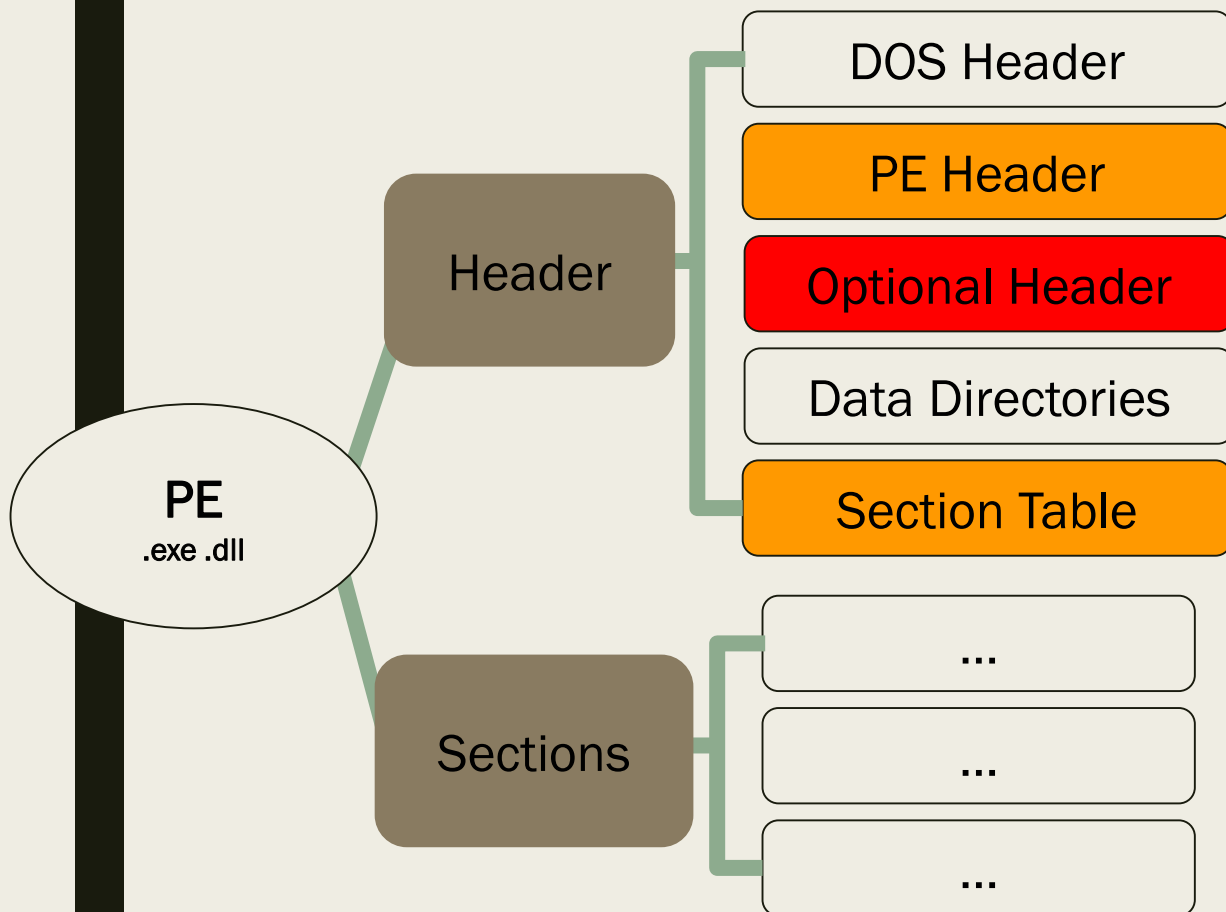 PE
.exe .dll
Header
DOS Header
PE Header
Optional Header
Data Directories
Section Table
Sections
...
...
...